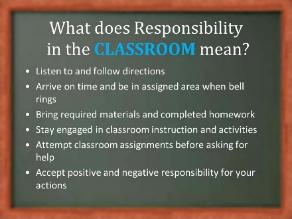 What does Responsibility
in the CLASSROOM mean?
• Listen to and follow directions
• Arrive on time and be in assigned area when bell
rings
• Bring required materials and completed homework
• Stay engaged in classroom instruction and activities
• Attempt classroom assignments before asking for
help
• Accept positive and negative responsibility for your
actions